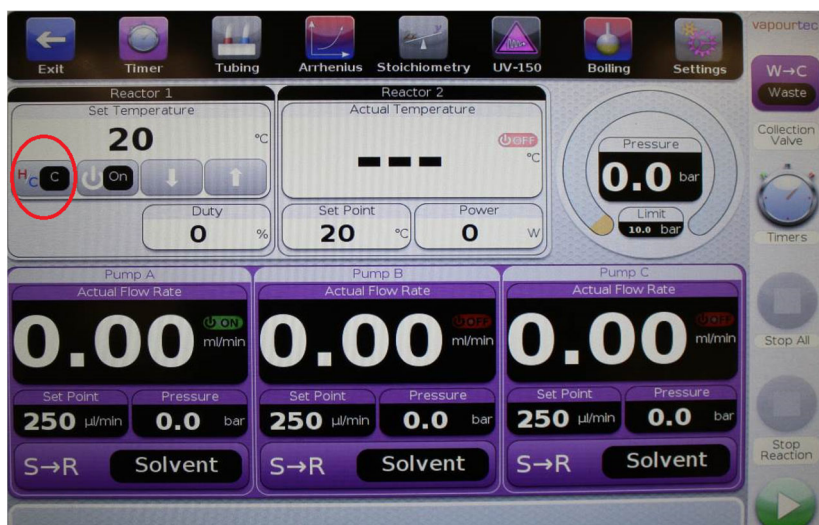 vapourtec
Exit Timer Tubing Arrhenius Stoichiometry UV-150 Boiling Settings
W→C
Waste
Collection
Valve
Timers
Stop All
Stop
Reaction
Reactor 1
Set Temperature
20 °C
H C C On
Duty
0 %
Reactor 2
Actual Temperature
--- OFF
°C
Set Point
20 °C
Power
0 W
Pressure
0.0 bar
Limit
10.0 bar
Pump A
Actual Flow Rate
0.00 ON
ml/min
Set Point
250 µl/min
Pressure
0.0 bar
S→R Solvent
Pump B
Actual Flow Rate
0.00 OFF
ml/min
Set Point
250 µl/min
Pressure
0.0 bar
S→R Solvent
Pump C
Actual Flow Rate
0.00 OFF
ml/min
Set Point
250 µl/min
Pressure
0.0 bar
S→R Solvent